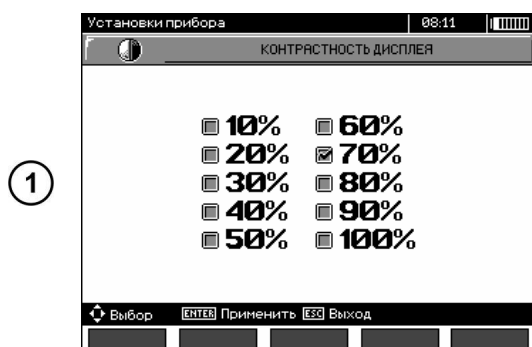 Установки прибора 08:11
КОНТРАСТНОСТЬ ДИСПЛЕЯ
10% 60%
20% 70%
1
30% 80%
40% 90%
50% 100%
Выбор ENTER Применить ESC Выход